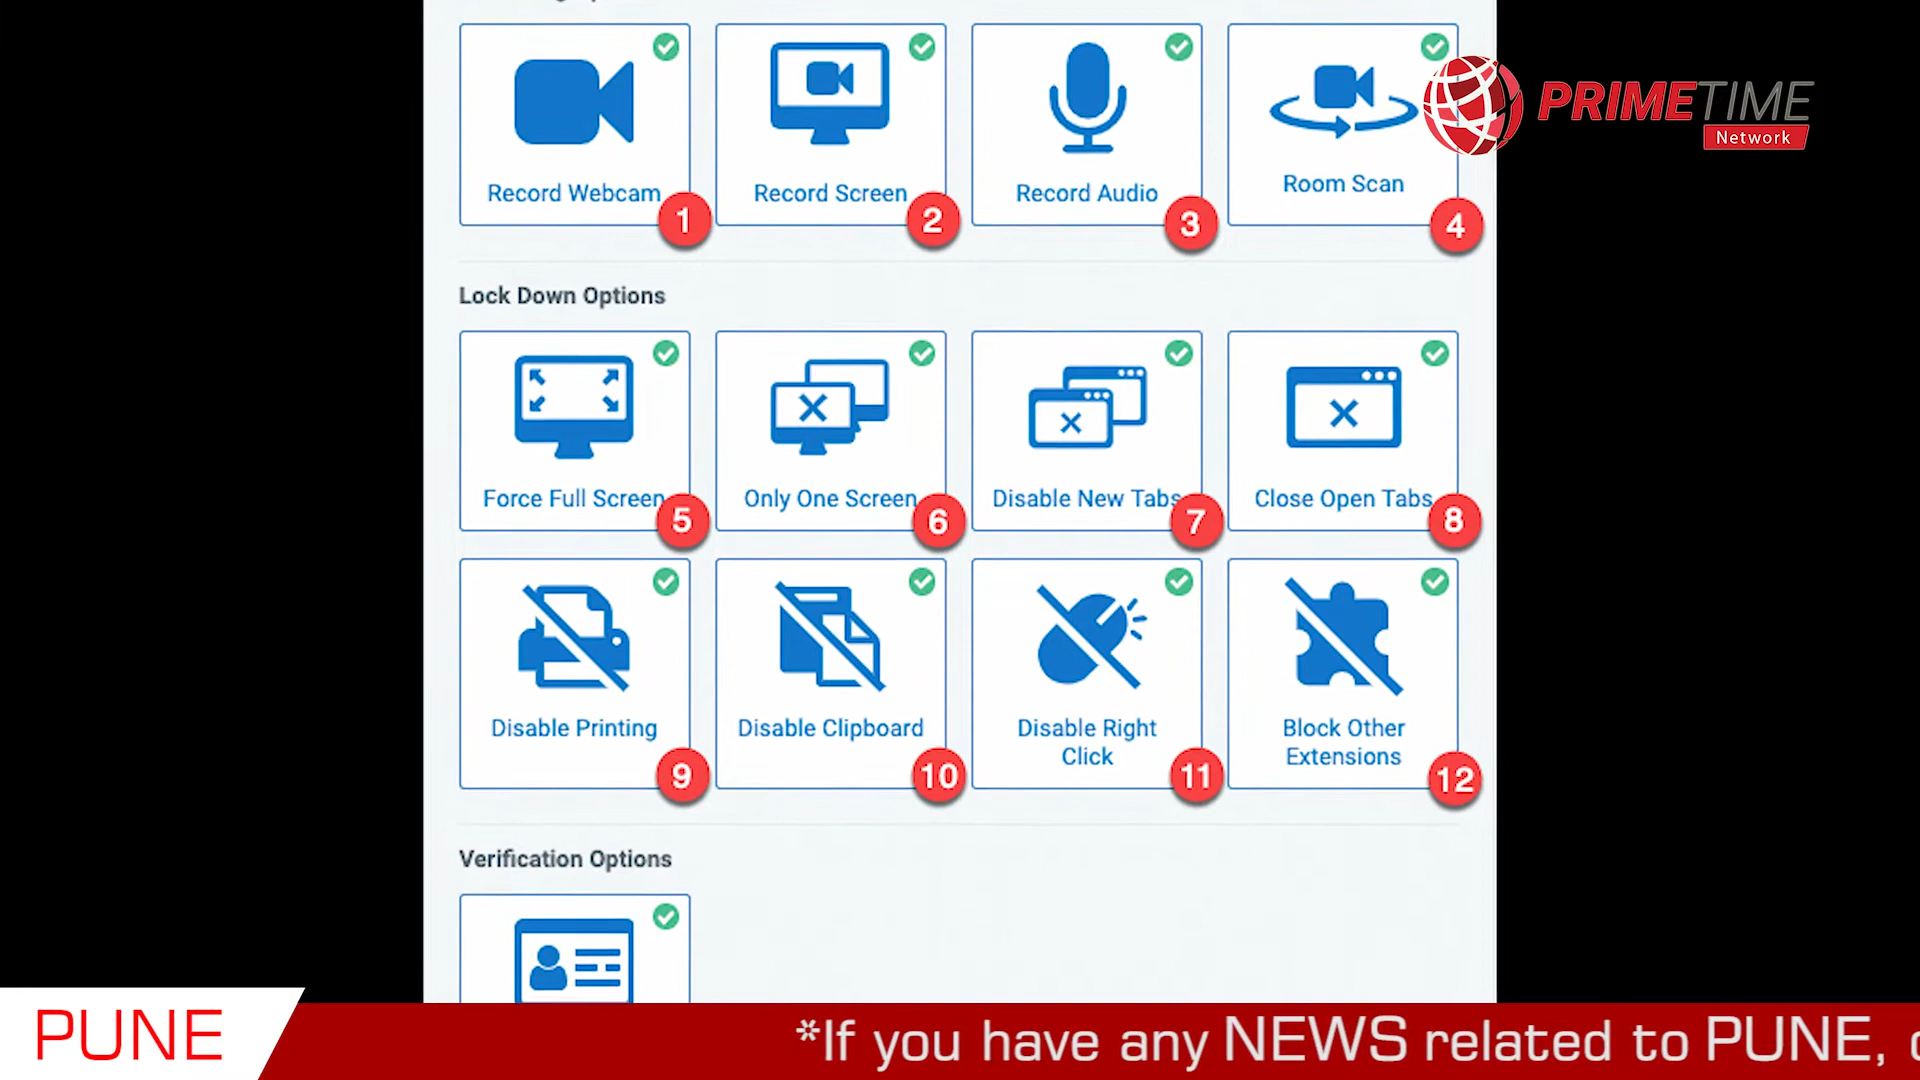 Record Webcam
1
Record Screen
2
Record Audio
3
Room Scan
4
PRIMETIME
Network
Lock Down Options
Force Full Screen
5
Only One Screen
6
Disable New Tabs
7
Close Open Tabs
8
Disable Printing
9
Disable Clipboard
10
Disable Right
Click
11
Block Other
Extensions
12
Verification Options
PUNE
*If you have any NEWS related to PUNE,